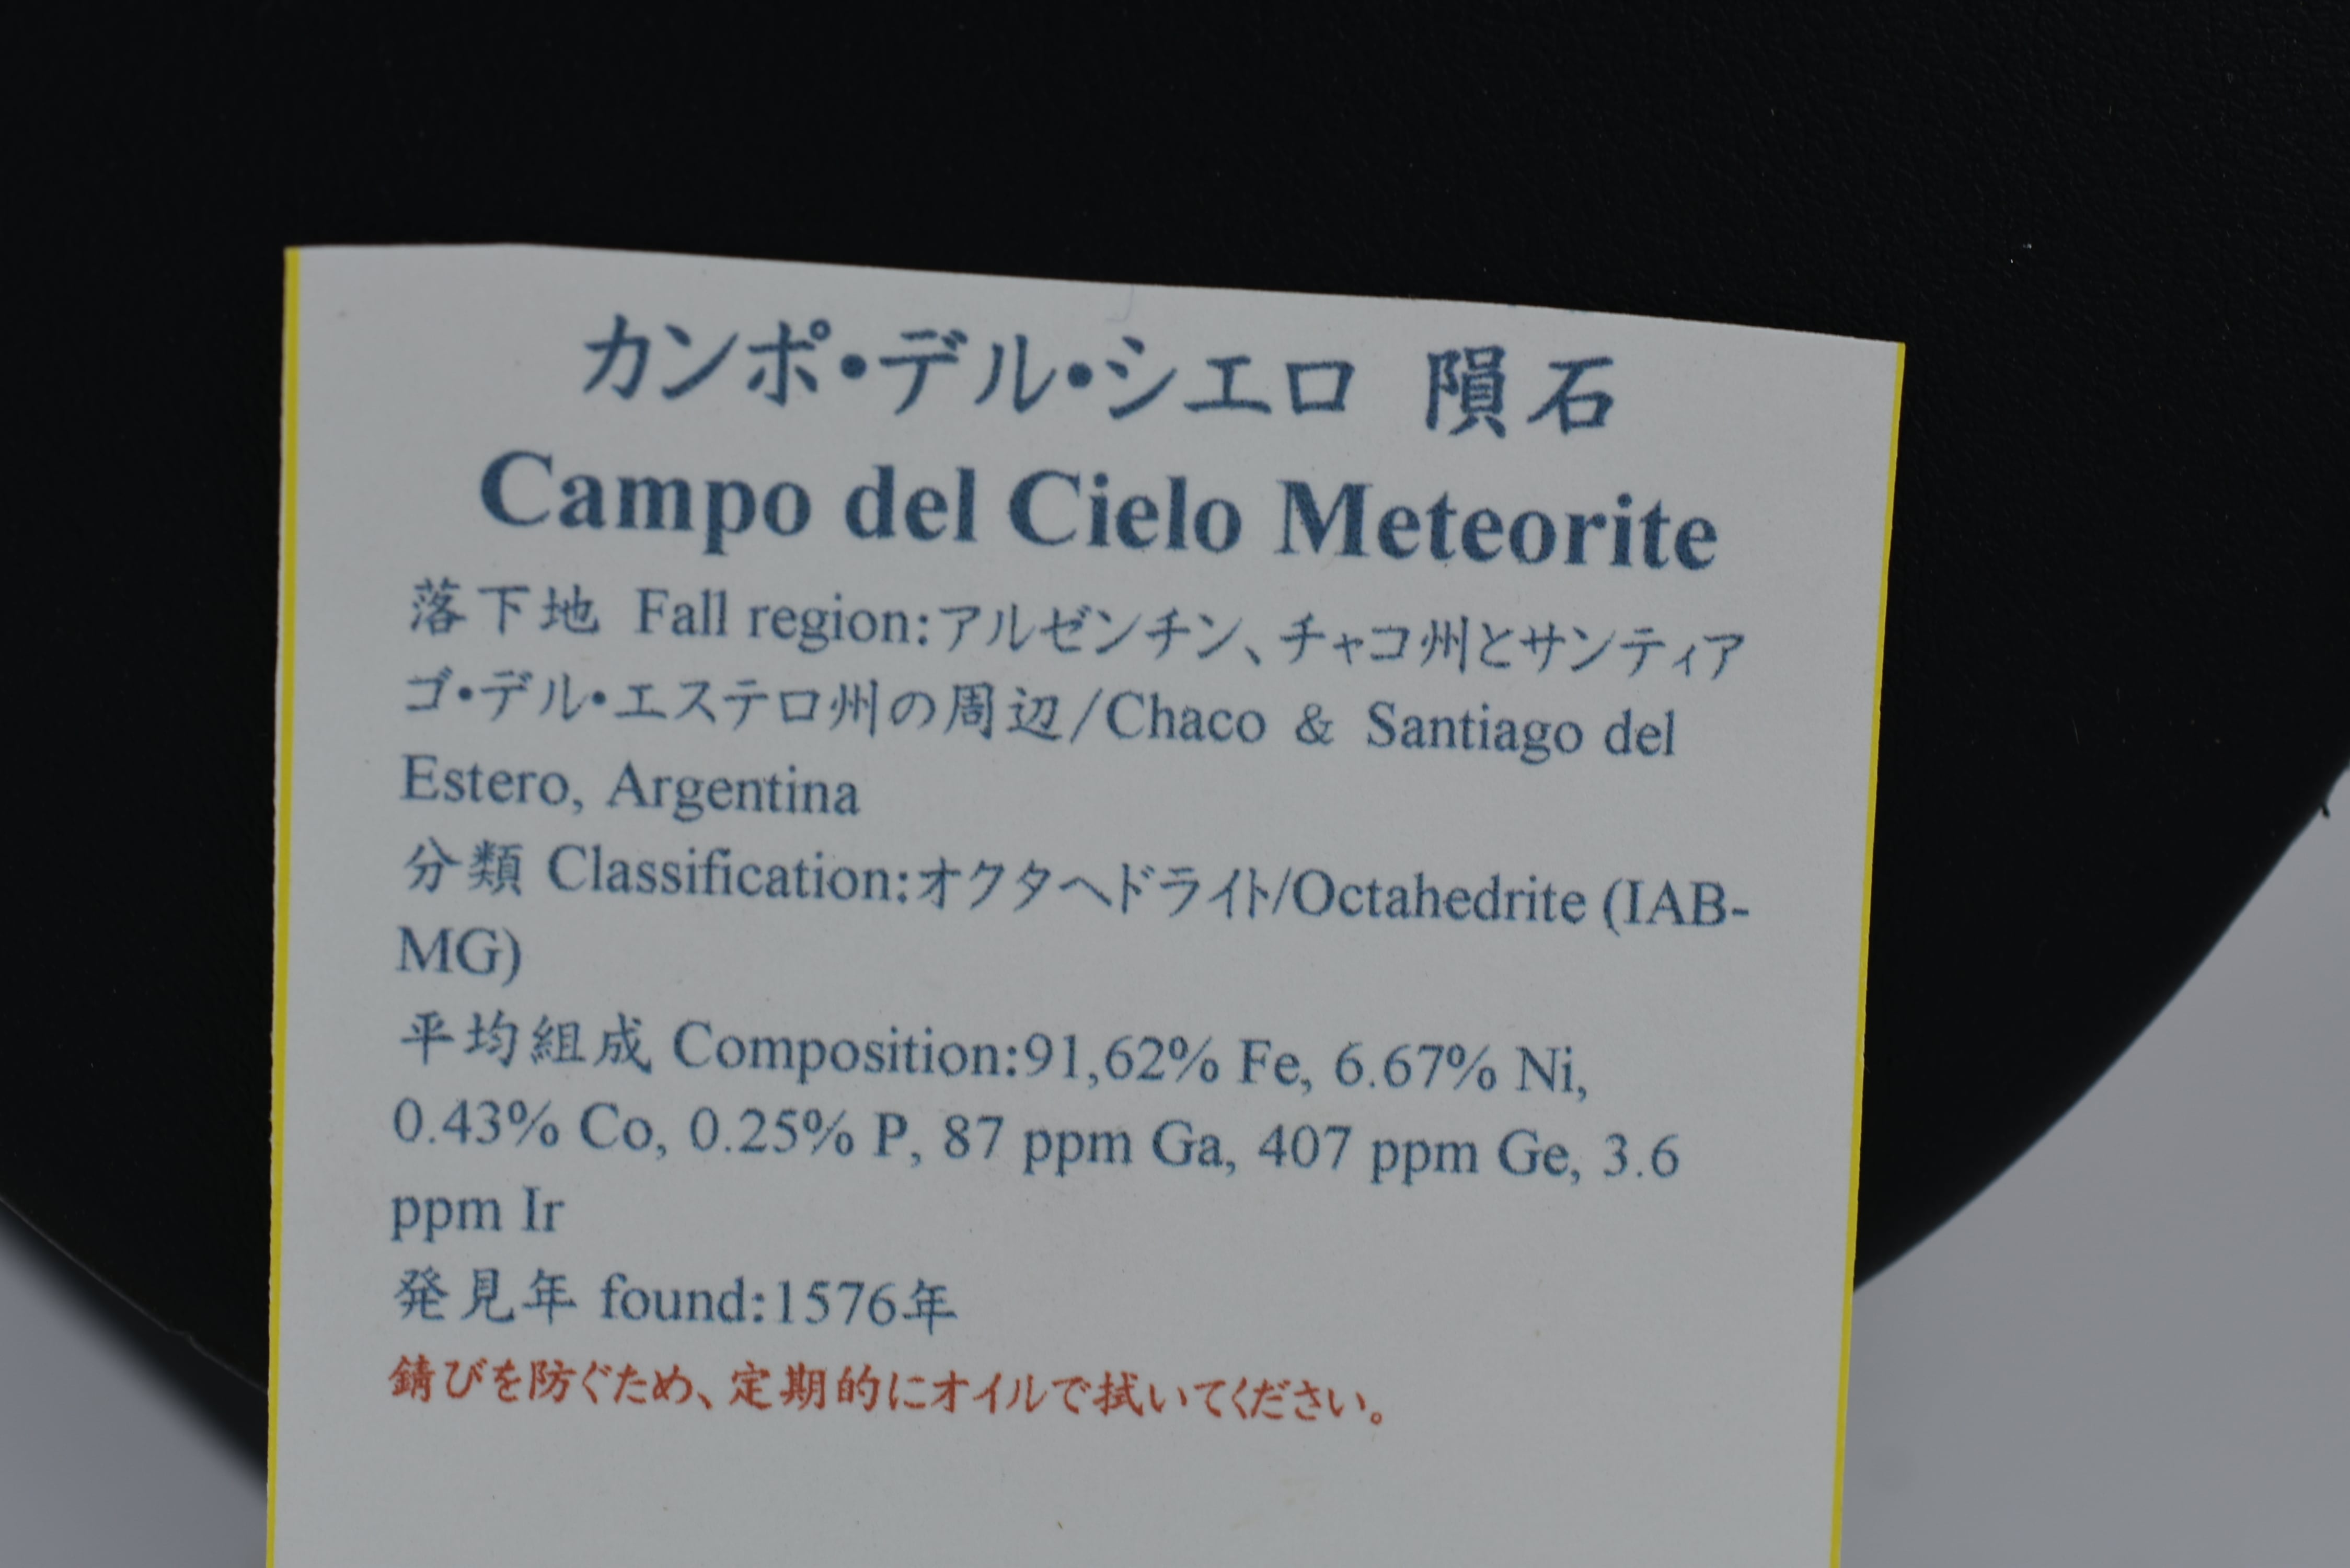 カンポ・デル・シエロ 隕石
Campo del Cielo Meteorite
落下地 Fall region:アルゼンチン、チャコ州とサンティア
ゴ・デル・エステロ州の周辺/Chaco & Santiago del
Estero, Argentina
分類 Classification:オクタヘドライト/Octahedrite (IAB-
MG)
平均組成 Composition:91,62% Fe, 6.67% Ni,
0.43% Co, 0.25% P, 87 ppm Ga, 407 ppm Ge, 3.6
ppm Ir
発見年 found:1576年
錆びを防ぐため、定期的にオイルで拭いてください。